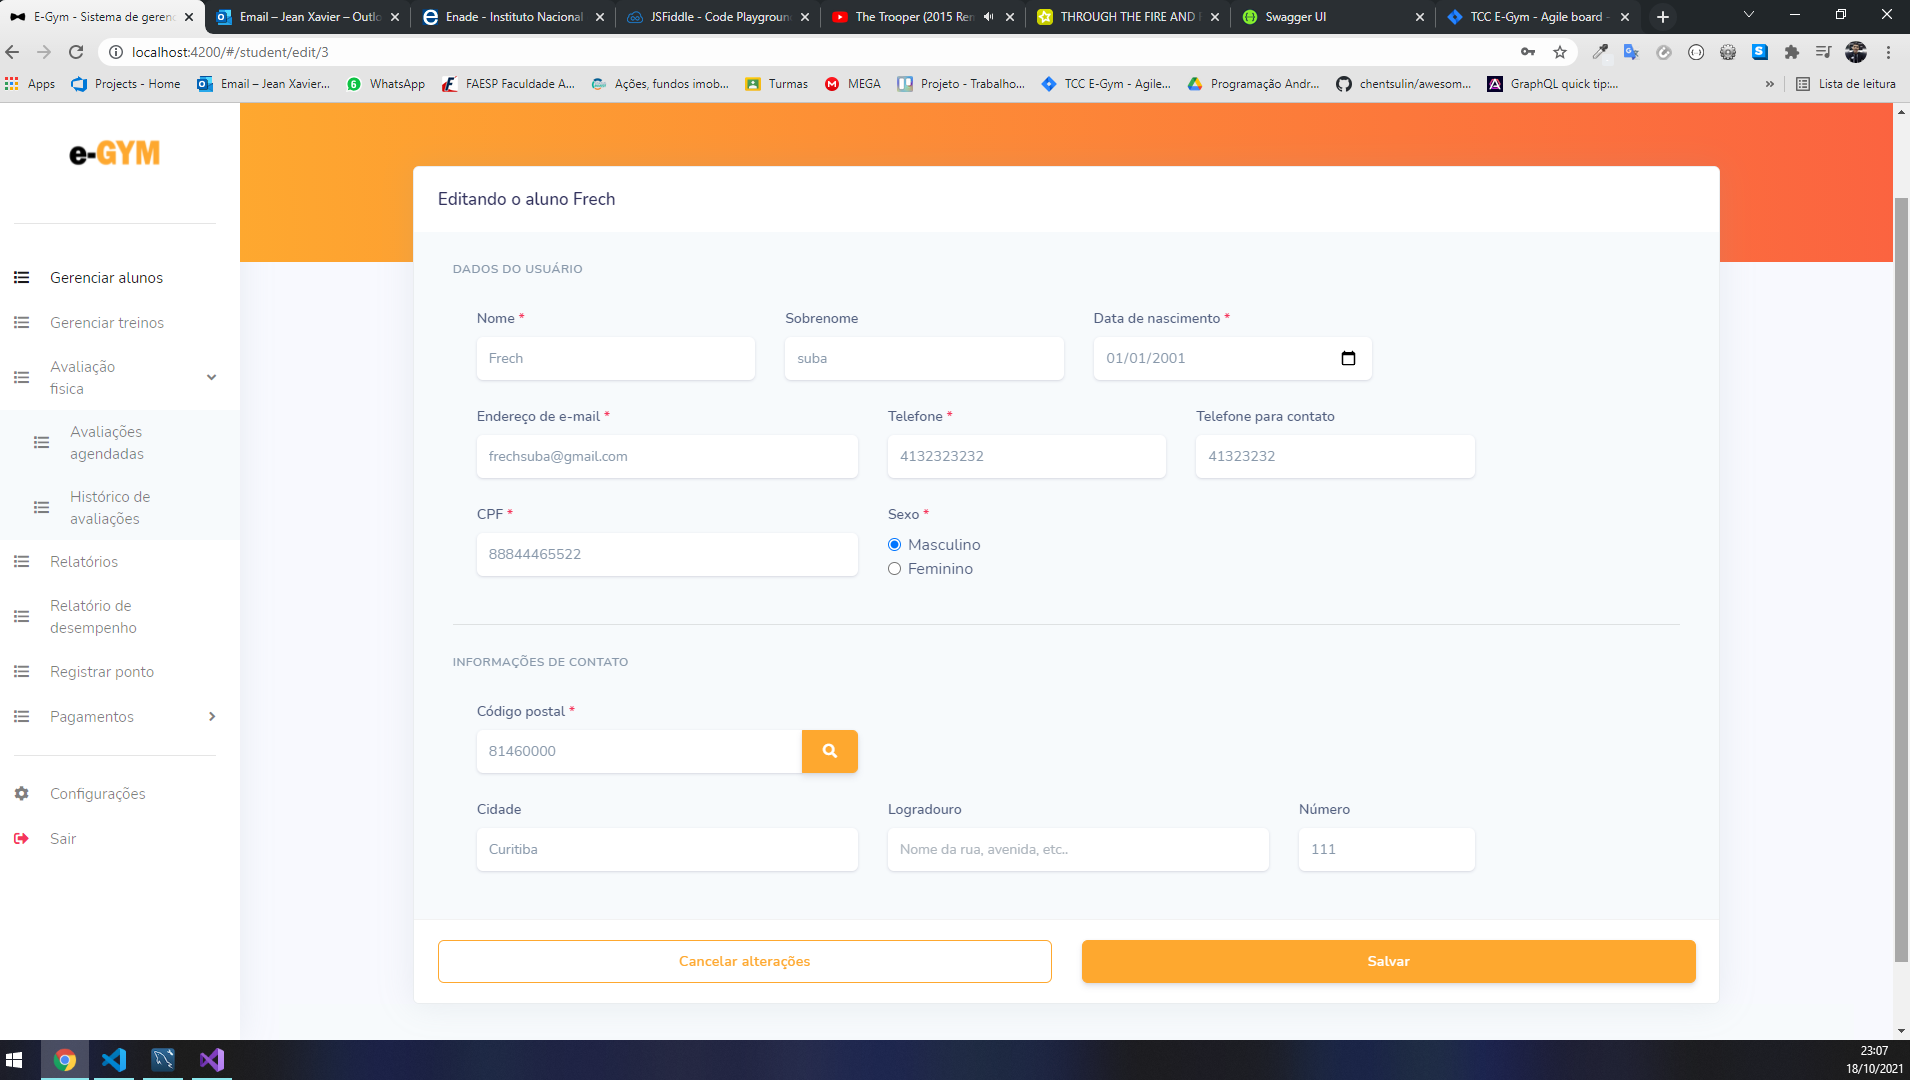 E-Gym - Sistema de gerenc
Email – Jean Xavier – Outlo
Enade - Instituto Nacional
JSFiddle - Code Playground
The Trooper (2015 Rem
THROUGH THE FIRE AND F
Swagger UI
TCC E-Gym - Agile board -
localhost:4200/#/student/edit/3
Apps
Projects - Home
Email – Jean Xavier...
WhatsApp
FAESP Faculdade A...
Ações, fundos imob...
Turmas
MEGA
Projeto - Trabalho...
TCC E-Gym - Agile...
Programação Andr...
chentsulin/awesom...
GraphQL quick tip:...
»
Lista de leitura
e-GYM
Gerenciar alunos
Gerenciar treinos
Avaliação
fisica
Avaliações
agendadas
Histórico de
avaliações
Relatórios
Relatório de
desempenho
Registrar ponto
Pagamentos
Configurações
Sair
Editando o aluno Frech
DADOS DO USUÁRIO
Nome *
Sobrenome
Data de nascimento *
Frech
suba
01/01/2001
Endereço de e-mail *
Telefone *
Telefone para contato
frechsuba@gmail.com
4132323232
41323232
CPF *
Sexo *
88844465522
Masculino
Feminino
INFORMAÇÕES DE CONTATO
Código postal *
81460000
Cidade
Logradouro
Número
Curitiba
Nome da rua, avenida, etc..
111
Cancelar alterações
Salvar
23:07
18/10/2021